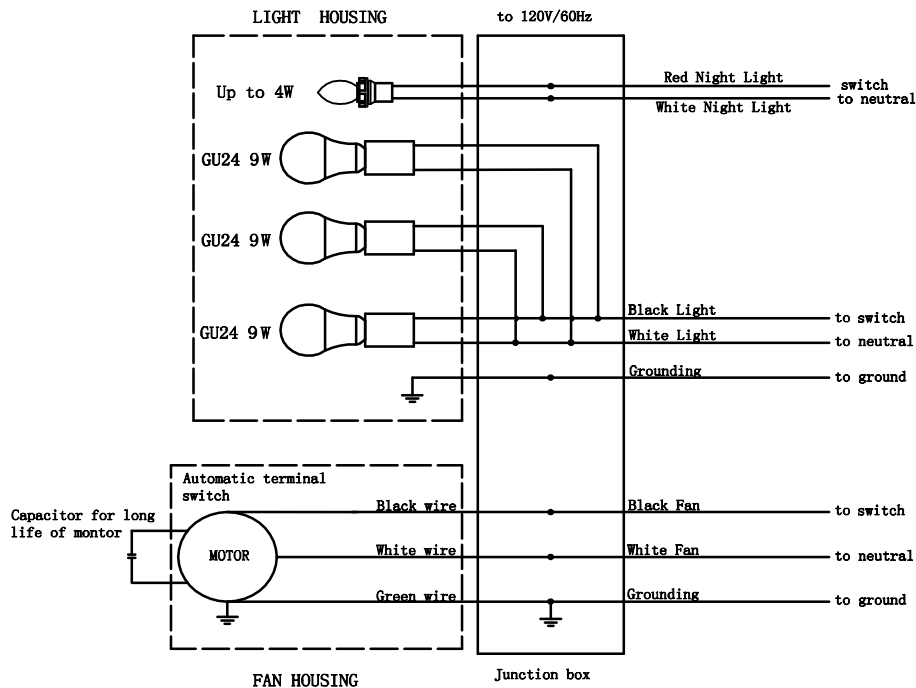 LIGHT HOUSING
to 120V/60Hz
Up to 4W
Red Night Light
switch
White Night Light
to neutral
GU24 9W
GU24 9W
GU24 9W
Black Light
to switch
White Light
to neutral
Grounding
to ground
Automatic terminal
switch
Capacitor for long
life of montor
MOTOR
Black wire
Black Fan
to switch
White wire
White Fan
to neutral
Green wire
Grounding
to ground
FAN HOUSING
Junction box